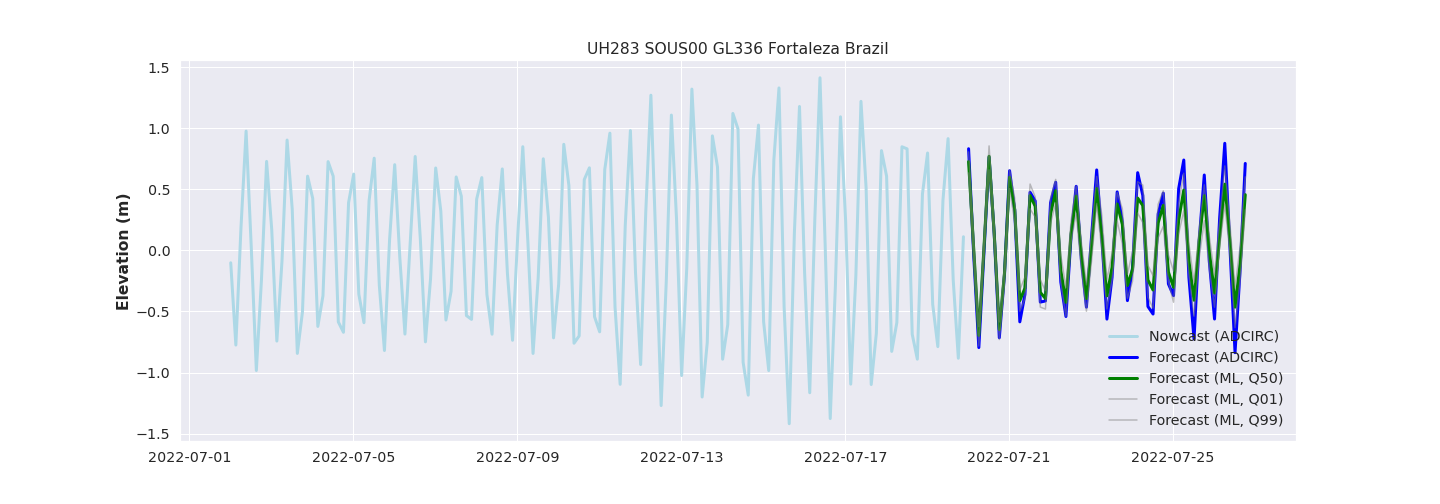 UH283 SOUS00 GL336 Fortaleza Brazil
Elevation (m)
1.5
1.0
0.5
0.0
−0.5
−1.0
−1.5
Nowcast (ADCIRC)
Forecast (ADCIRC)
Forecast (ML, Q50)
Forecast (ML, Q01)
Forecast (ML, Q99)
2022-07-01 2022-07-05 2022-07-09 2022-07-13 2022-07-17 2022-07-21 2022-07-25